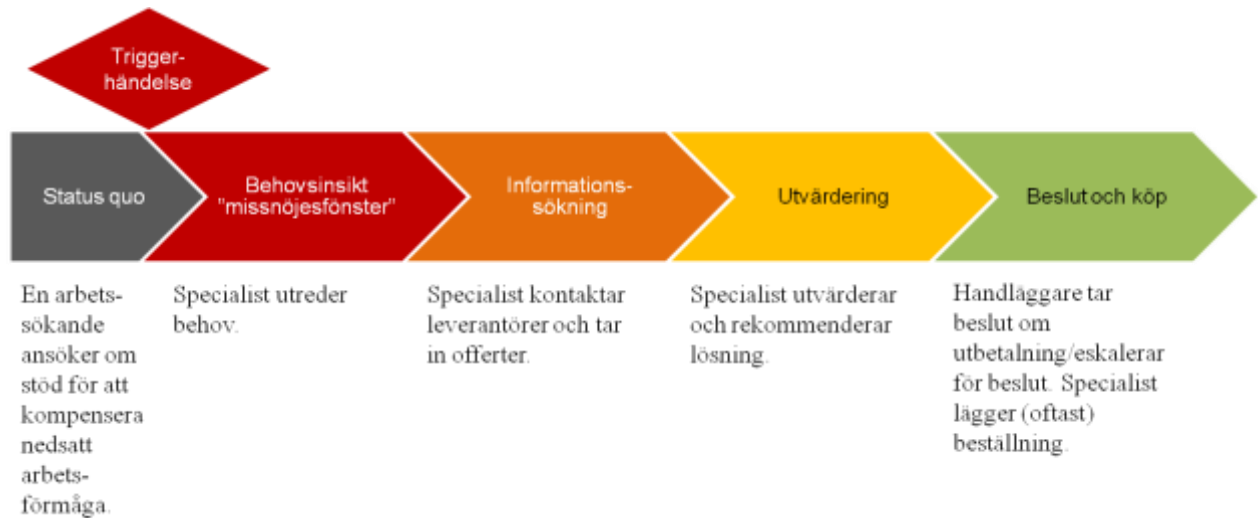 Trigger-
händelse
Status quo
Behovsinsikt
"missnöjesfönster"
Informations-
sökning
Utvärdering
Beslut och köp
En arbets-
sökande
ansöker om
stöd för att
kompensera
nedsatt
arbets-
förmåga.
Specialist utreder
behov.
Specialist kontaktar
leverantörer och tar
in offerter.
Specialist utvärderar
och rekommenderar
lösning.
Handläggare tar
beslut om
utbetalning/eskalerar
för beslut. Specialist
lägger (oftast)
beställning.